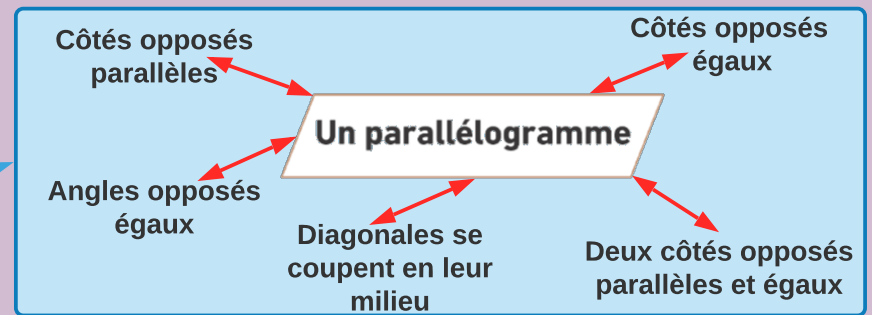 Côtés opposés
parallèles
Côtés opposés
égaux
Un parallélogramme
Angles opposés
égaux
Diagonales se
coupent en leur
milieu
Deux côtés opposés
parallèles et égaux